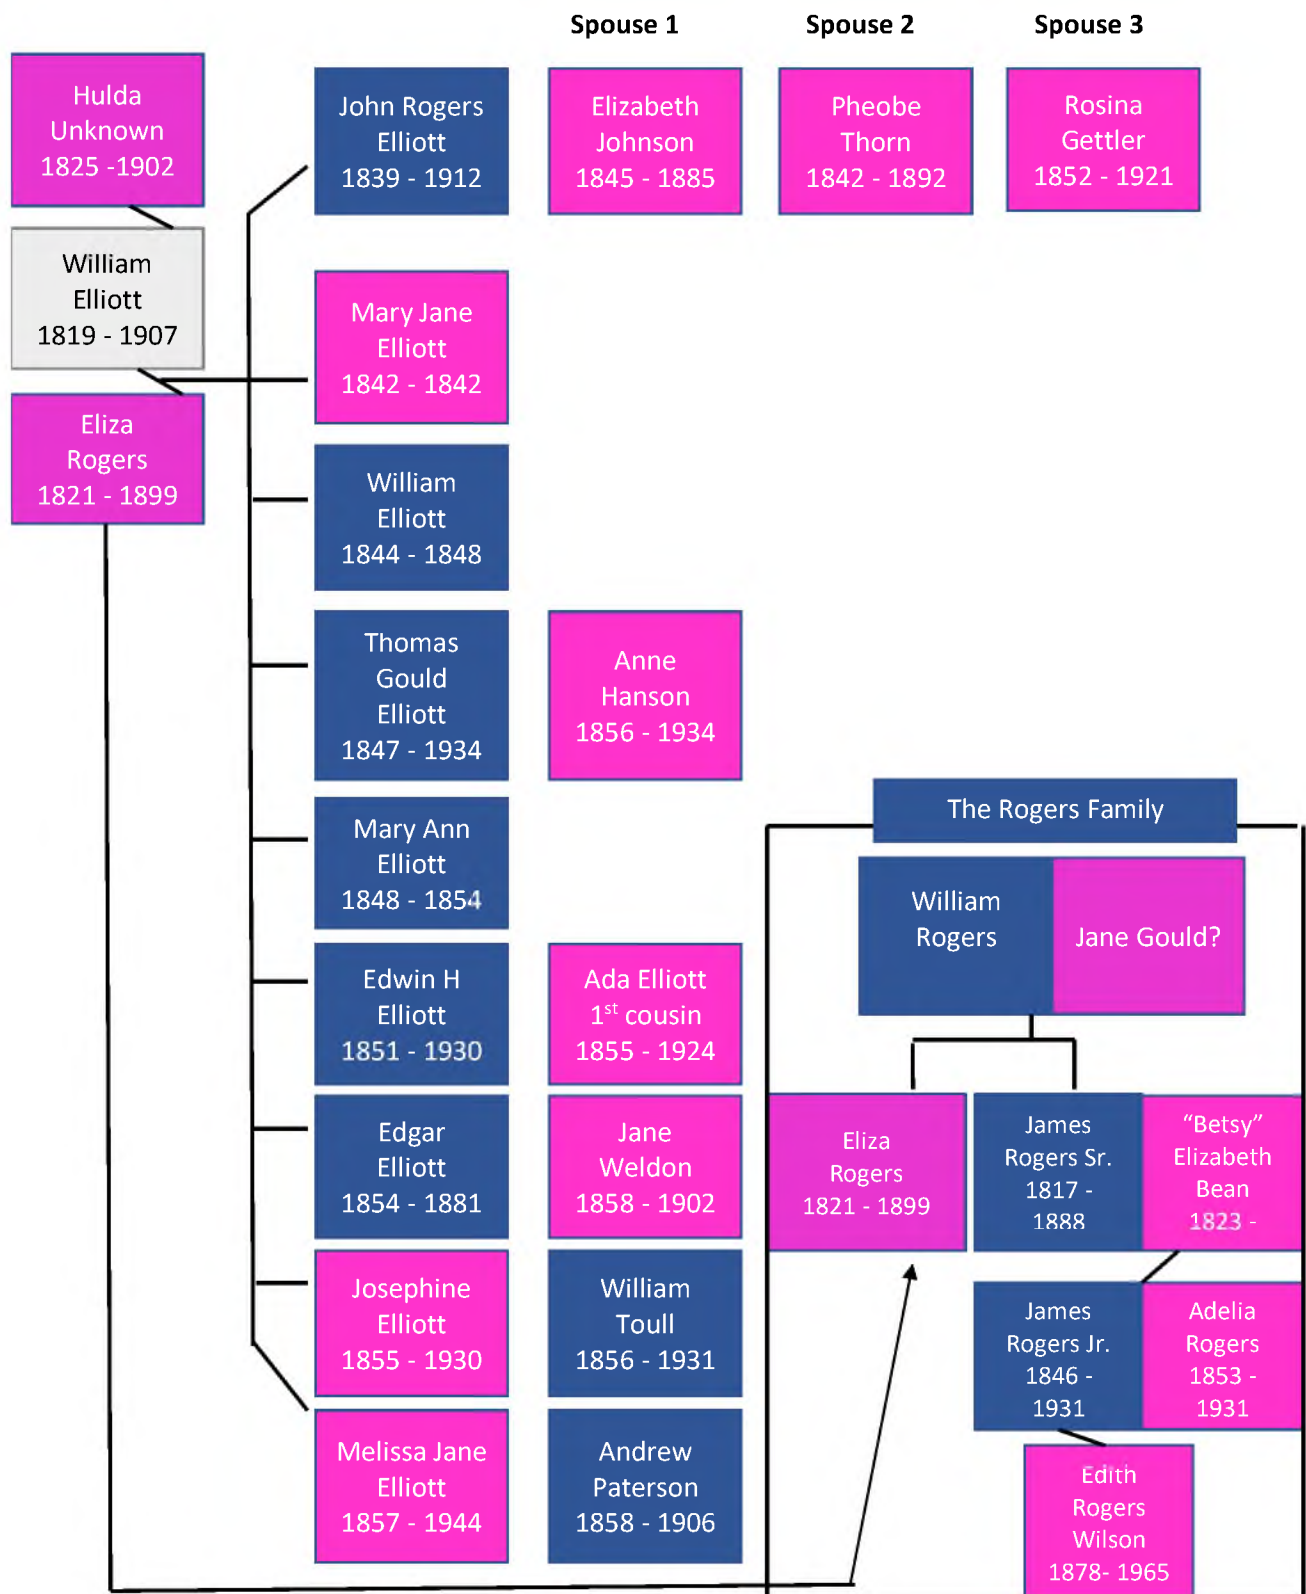 Spouse 1
Spouse 2
Spouse 3
Hulda
Unknown
1825 -1902
William
Elliott
1819 - 1907
Eliza
Rogers
1821 - 1899
John Rogers
Elliott
1839 - 1912
Elizabeth
Johnson
1845 - 1885
Pheobe
Thorn
1842 - 1892
Rosina
Gettler
1852 - 1921
Mary Jane
Elliott
1842 - 1842
William
Elliott
1844 - 1848
Thomas
Gould
Elliott
1847 - 1934
Anne
Hanson
1856 - 1934
Mary Ann
Elliott
1848 - 1854
Edwin H
Elliott
1851 - 1930
Ada Elliott
1st cousin
1855 - 1924
Edgar
Elliott
1854 - 1881
Jane
Weldon
1858 - 1902
Josephine
Elliott
1855 - 1930
William
Toull
1856 - 1931
Melissa Jane
Elliott
1857 - 1944
Andrew
Paterson
1858 - 1906
The Rogers Family
William
Rogers
Jane Gould?
Eliza
Rogers
1821 - 1899
James
Rogers Sr.
1817 -
1888
“Betsy”
Elizabeth
Bean
1823 -
James
Rogers Jr.
1846 -
1931
Adelia
Rogers
1853 -
1931
Edith
Rogers
Wilson
1878- 1965